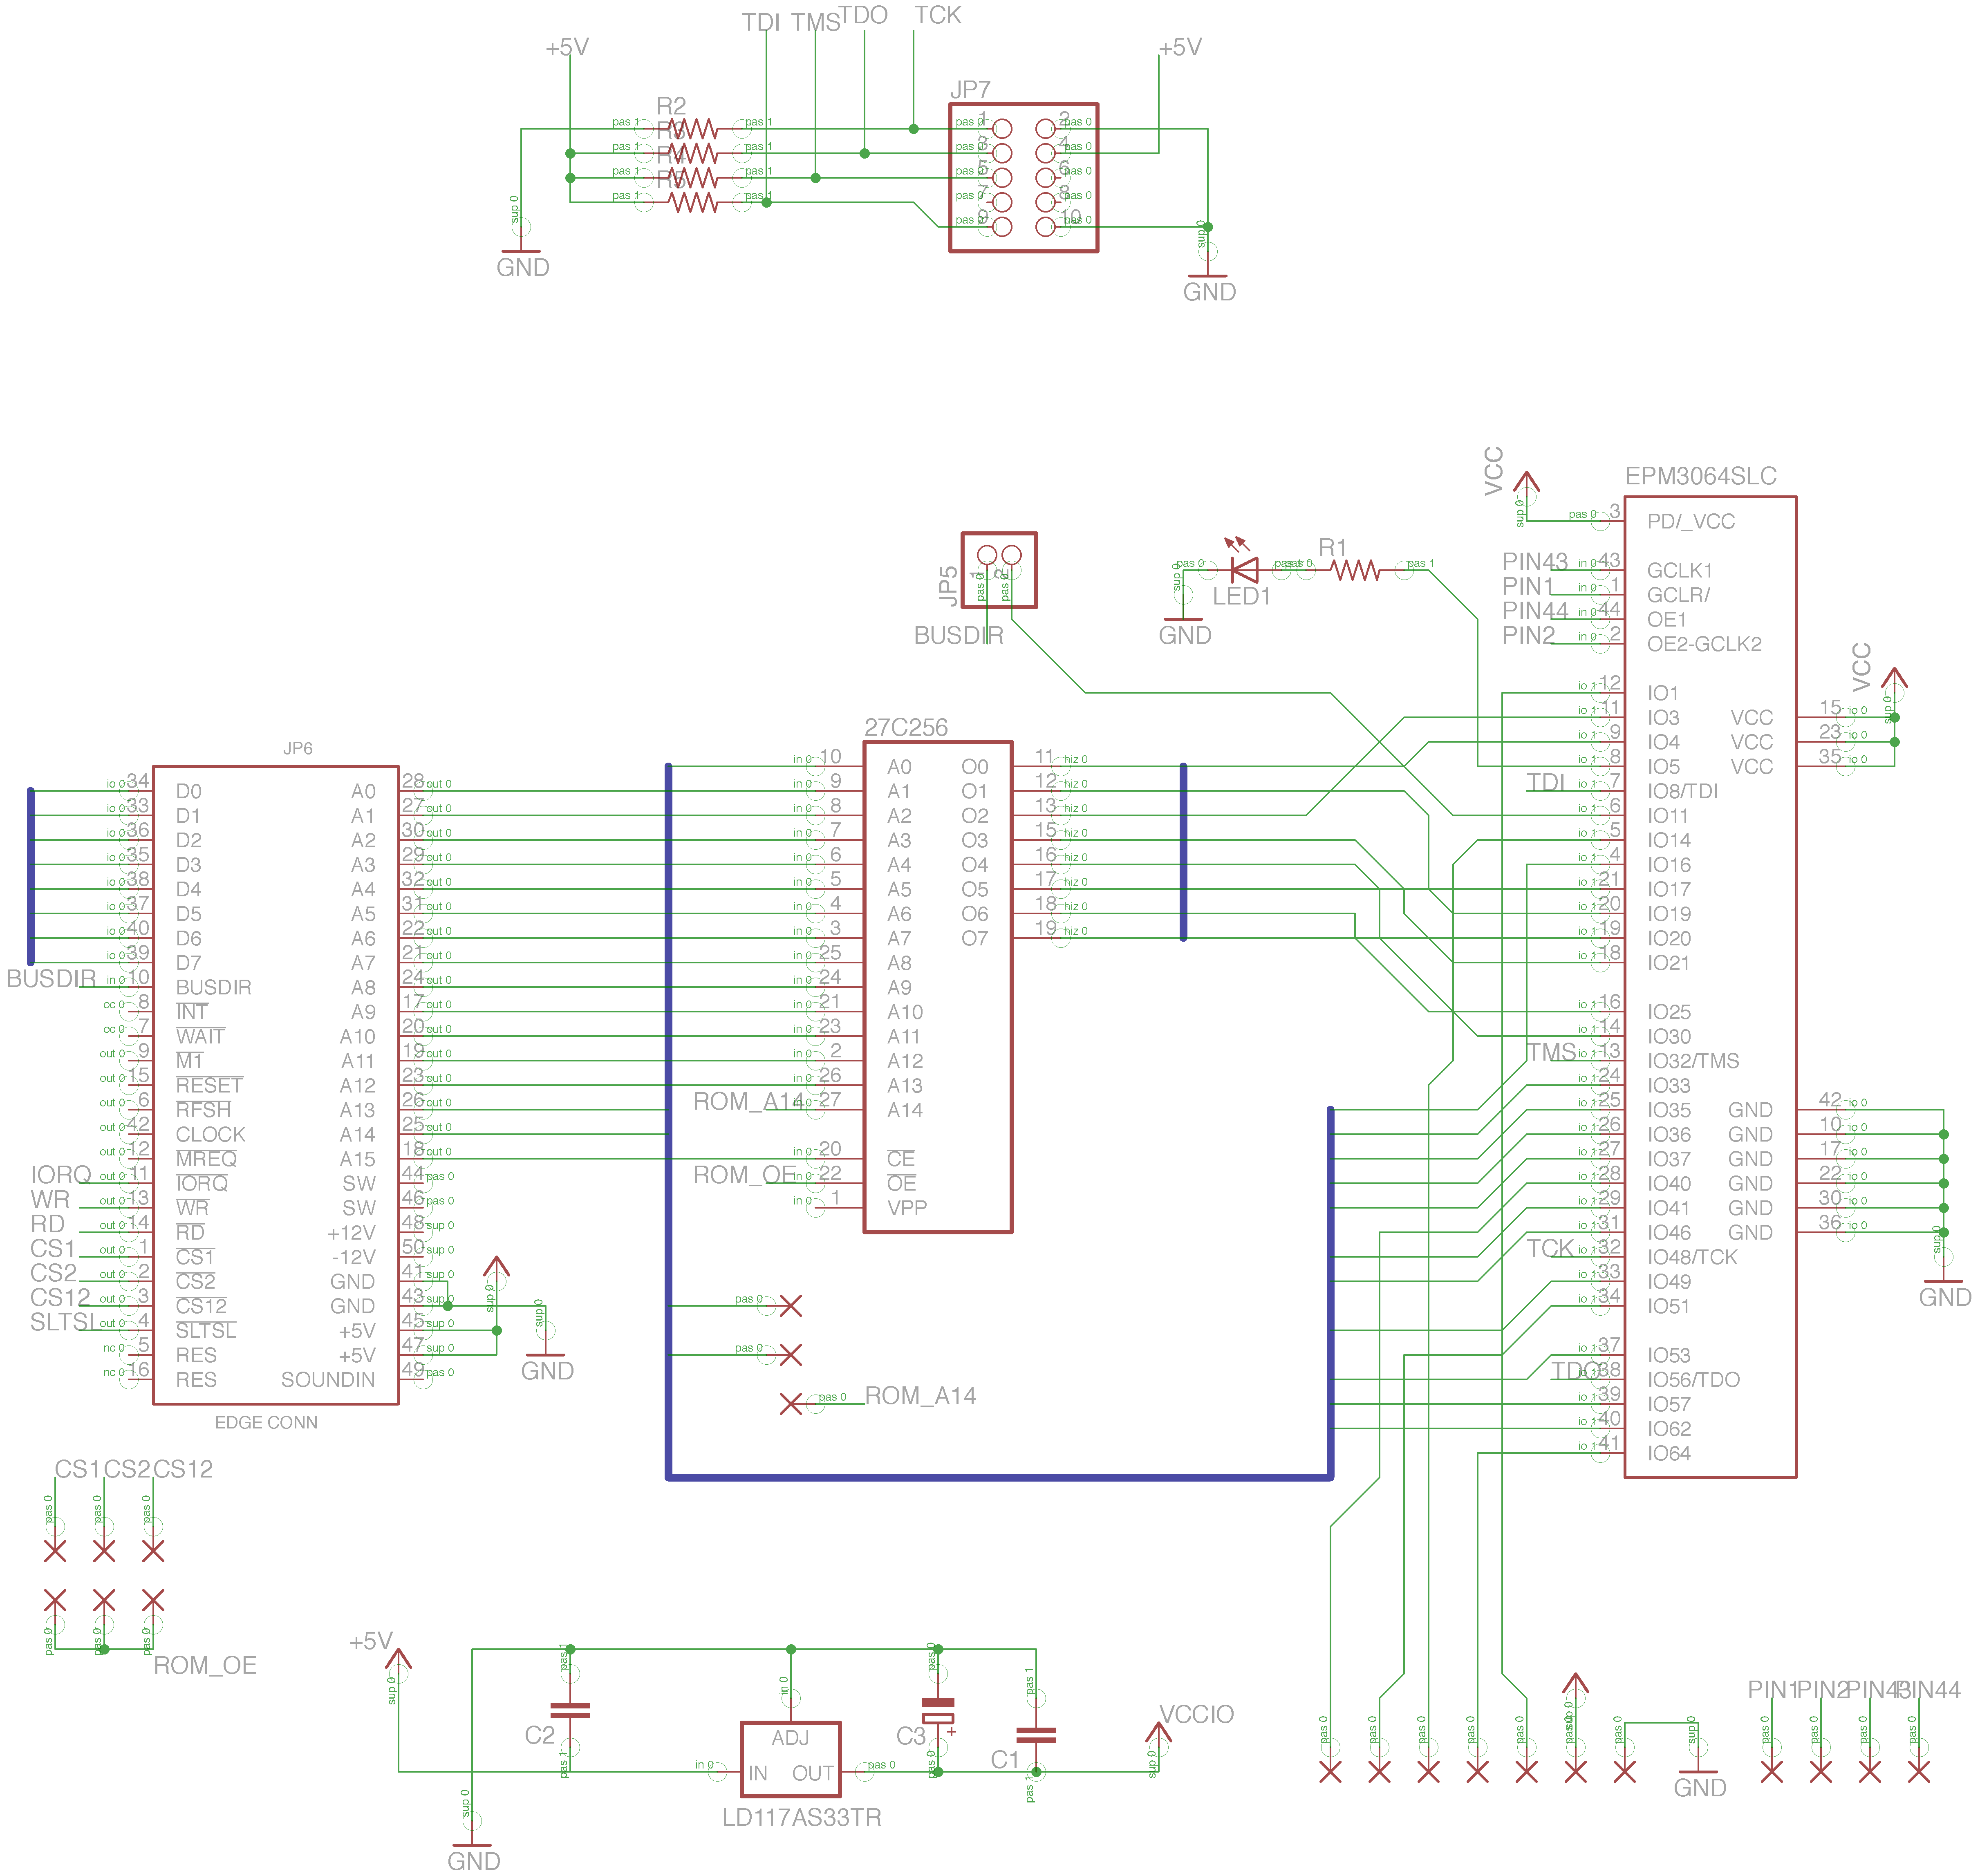 TDI TMS TDO TCK
+5V
+5V
JP7
R2
R3
R4
R5
pas 1 pas 1 pas 0 1 2 pas 0
pas 1 pas 1 pas 0 3 4 pas 0
pas 1 pas 1 pas 0 5 6 pas 0
pas 1 pas 1 pas 0 7 8 pas 0
pas 0 9 10 pas 0
sup 0
GND
sup 0
GND
VCC
sup 0
EPM3064SLC
pas 0 3 PD/_VCC
PIN43 in 0 43 GCLK1
PIN1 in 0 1 GCLR/
PIN44 in 0 44 OE1
PIN2 in 0 2 OE2-GCLK2
io 1 12 IO1
io 1 11 IO3
io 1 9 IO4
io 1 8 IO5
TDI io 1 7 IO8/TDI
io 1 6 IO11
io 1 5 IO14
io 1 4 IO16
io 1 21 IO17
io 1 20 IO19
io 1 19 IO20
io 1 18 IO21
io 1 16 IO25
io 1 14 IO30
TMS io 1 13 IO32/TMS
io 1 24 IO33
io 1 25 IO35
io 1 26 IO36
io 1 27 IO37
io 1 28 IO40
io 1 29 IO41
io 1 31 IO46
TCK io 1 32 IO48/TCK
io 1 33 IO49
io 1 34 IO51
io 1 37 IO53
TDO io 1 38 IO56/TDO
io 1 39 IO57
io 1 40 IO62
io 1 41 IO64
VCC
sup 0
VCC 15 io 0
VCC 23 io 0
VCC 35 io 0
GND 42 io 0
GND 10 io 0
GND 17 io 0
GND 22 io 0
GND 30 io 0
GND 36 io 0
sup 0
GND
JP5
1 2
pas 0 pas 0
BUSDIR
pas 0 pas 1 pas 1 pas 1
R1
LED1
sup 0
GND
27C256
in 0 10 A0 O0 11 hiz 0
in 0 9 A1 O1 12 hiz 0
in 0 8 A2 O2 13 hiz 0
in 0 7 A3 O3 15 hiz 0
in 0 6 A4 O4 16 hiz 0
in 0 5 A5 O5 17 hiz 0
in 0 4 A6 O6 18 hiz 0
in 0 3 A7 O7 19 hiz 0
in 0 25 A8
in 0 24 A9
in 0 21 A10
in 0 23 A11
in 0 2 A12
in 0 26 A13
ROM_A14 in 0 27 A14
in 0 20 CE
ROM_OE in 0 22 OE
in 0 1 VPP
JP6
io 0 34 D0 A0 28 out 0
io 0 33 D1 A1 27 out 0
io 0 36 D2 A2 30 out 0
io 0 35 D3 A3 29 out 0
io 0 38 D4 A4 32 out 0
io 0 37 D5 A5 31 out 0
io 0 40 D6 A6 22 out 0
io 0 39 D7 A7 21 out 0
BUSDIR in 0 10 BUSDIR A8 24 out 0
oc 0 8 INT A9 17 out 0
oc 0 7 WAIT A10 20 out 0
out 0 9 M1 A11 19 out 0
out 0 15 RESET A12 23 out 0
out 0 6 RFSH A13 26 out 0
out 0 42 CLOCK A14 25 out 0
out 0 12 MREQ A15 18 out 0
IORQ out 0 11 IORQ SW 44 pas 0
WR out 0 13 WR SW 46 pas 0
RD out 0 14 RD +12V 48 sup 0
CS1 out 0 1 CS1 -12V 50 sup 0
CS2 out 0 2 CS2 GND 41 sup 0
CS12 out 0 3 CS12 GND 43 sup 0
SLTSL out 0 4 SLTSL +5V 45 sup 0
nc 0 5 RES +5V 47 sup 0
nc 0 16 RES SOUNDIN 49 pas 0
EDGE CONN
sup 0
sup 0
GND
pas 0
pas 0
pas 0 ROM_A14
CS1 CS2 CS12
pas 0 pas 0 pas 0
pas 0 pas 0 pas 0
ROM_OE
+5V
sup 0
sup 0
GND
pas 1
C2
pas 1
in 0
ADJ
in 0 IN OUT pas 0
LD117AS33TR
pas 0
C3 +
pas 0
pas 1
C1
pas 1
VCCIO
sup 0
pas 0 pas 0 pas 0 pas 0 pas 0 pas 0 pas 0
sup 0
sup 0
GND
PIN1 PIN2 PIN43 PIN44
pas 0 pas 0 pas 0 pas 0